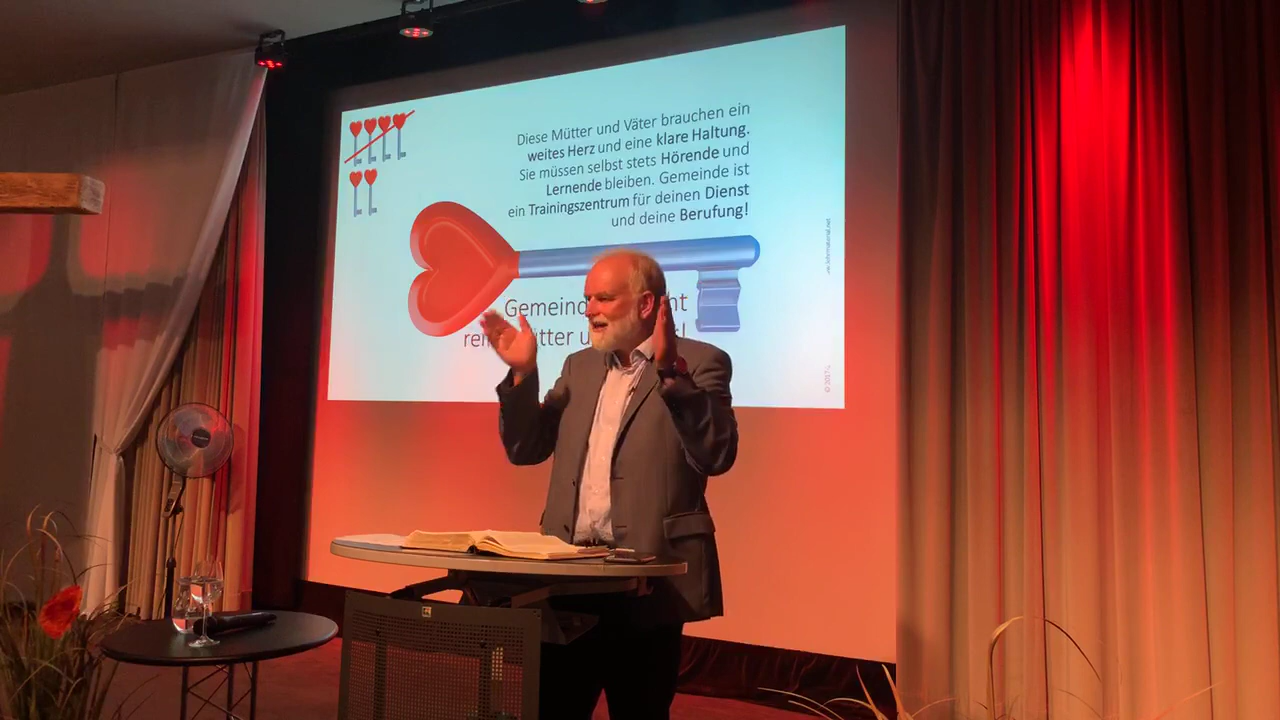 Diese Mütter und Väter brauchen ein
weites Herz und eine klare Haltung.
Sie müssen selbst stets Hörende und
Lernende bleiben. Gemeinde ist
ein Trainingszentrum für deinen Dienst
und deine Berufung!
© 2017